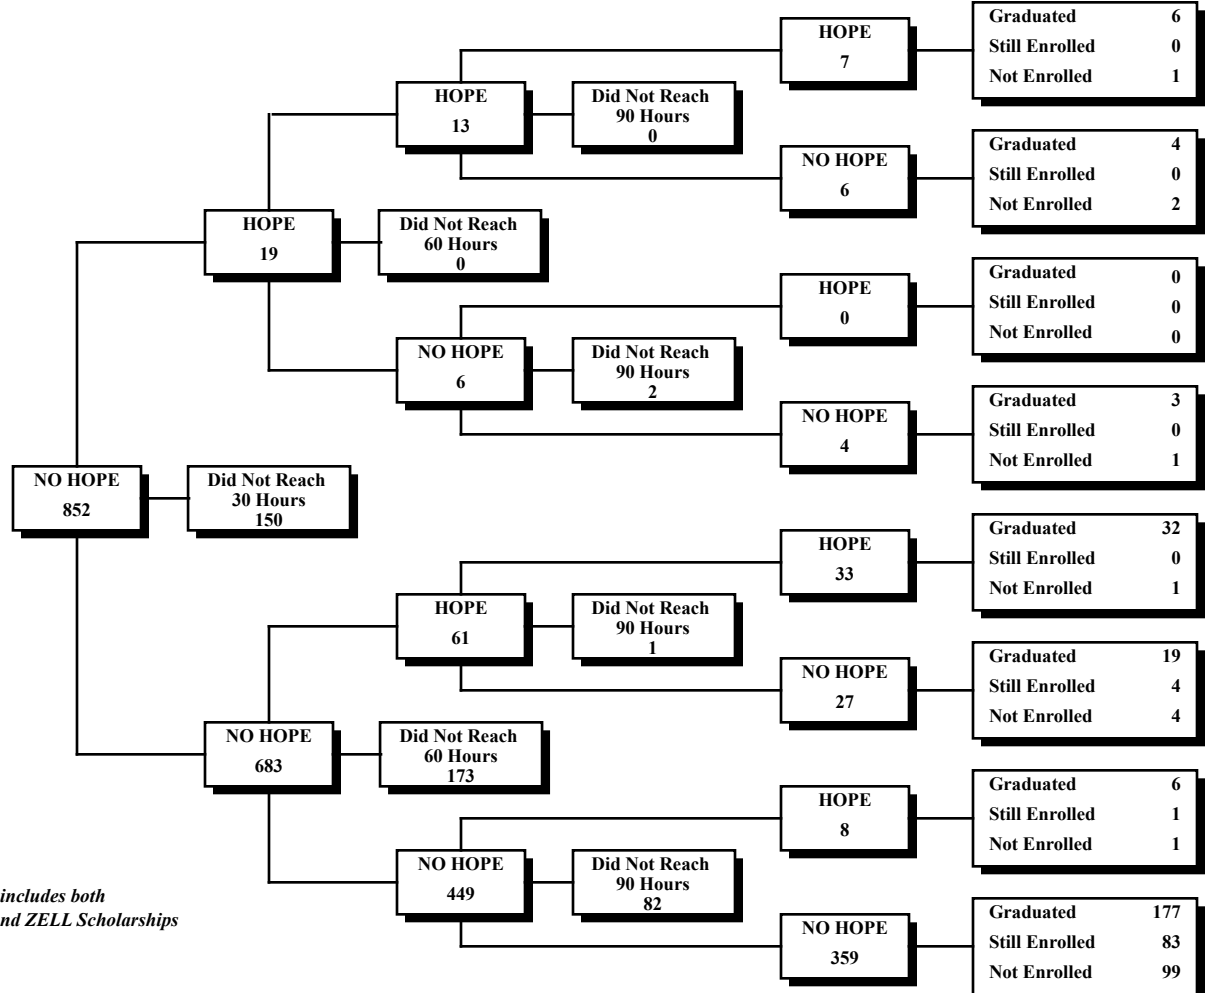 Graduated 6
Still Enrolled 0
Not Enrolled 1
HOPE
7
HOPE
13
Did Not Reach
90 Hours
0
NO HOPE
6
Graduated 4
Still Enrolled 0
Not Enrolled 2
HOPE
19
Did Not Reach
60 Hours
0
HOPE
0
Graduated 0
Still Enrolled 0
Not Enrolled 0
NO HOPE
6
Did Not Reach
90 Hours
2
NO HOPE
4
Graduated 3
Still Enrolled 0
Not Enrolled 1
NO HOPE
852
Did Not Reach
30 Hours
150
HOPE
33
Graduated 32
Still Enrolled 0
Not Enrolled 1
HOPE
61
Did Not Reach
90 Hours
1
NO HOPE
27
Graduated 19
Still Enrolled 4
Not Enrolled 4
NO HOPE
683
Did Not Reach
60 Hours
173
HOPE
8
Graduated 6
Still Enrolled 1
Not Enrolled 1
NO HOPE
449
Did Not Reach
90 Hours
82
NO HOPE
359
Graduated 177
Still Enrolled 83
Not Enrolled 99
includes both
nd ZELL Scholarships